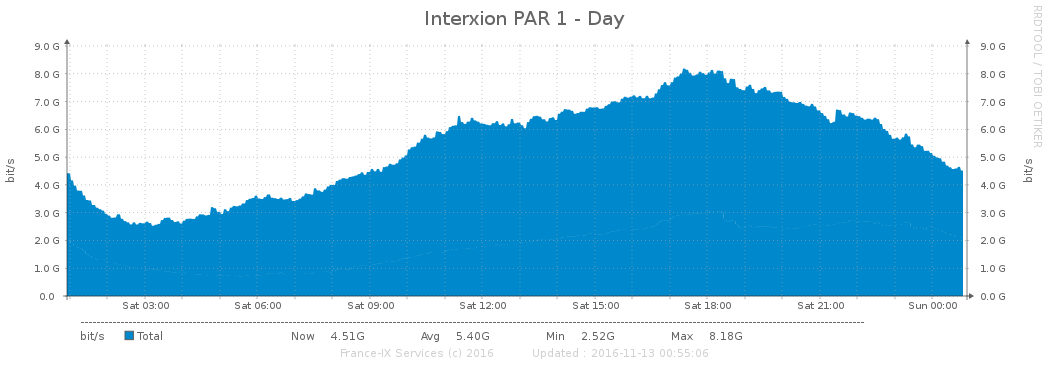 Interxion PAR 1 - Day
RRDTOOL / TOBI OETIKER
bit/s
9.0 G 9.0 G
8.0 G 8.0 G
7.0 G 7.0 G
6.0 G 6.0 G
5.0 G 5.0 G
4.0 G 4.0 G
3.0 G 3.0 G
2.0 G 2.0 G
1.0 G 1.0 G
0.0 0.0 G
bit/s
Sat 03:00 Sat 06:00 Sat 09:00 Sat 12:00 Sat 15:00 Sat 18:00 Sat 21:00 Sun 00:00
bit/s Total Now 4.51G Avg 5.40G Min 2.52G Max 8.18G
France-IX Services (c) 2016 Updated : 2016-11-13 00:55:06